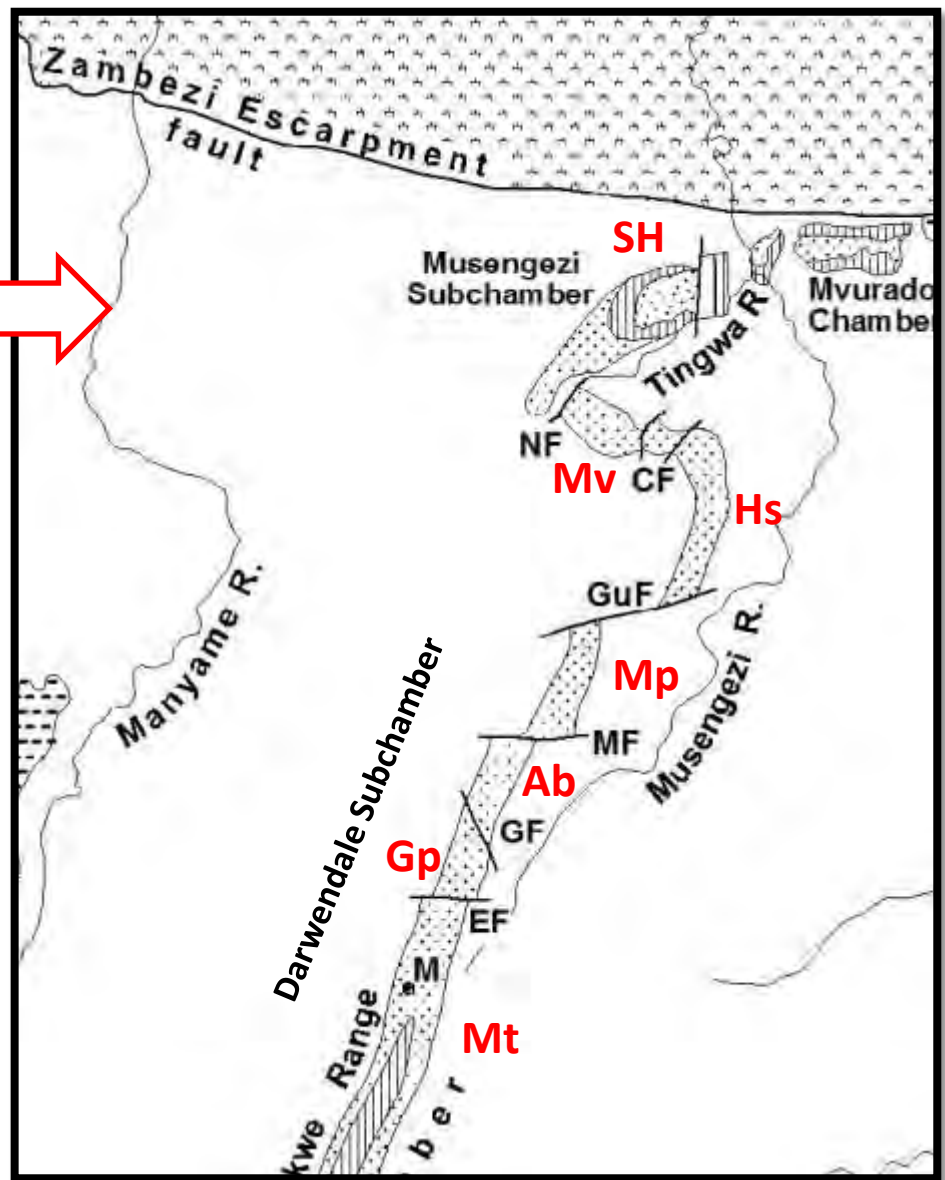 Zambezi Escarpment
fault
SH
Musengezi
Subchamber
Mvurado
Chamber
Tingwa R
NF
Mv
CF
Hs
GuF
Manyame R.
Mp
Musengezi R.
MF
Darwendale Subchamber
Ab
GF
Gp
EF
M
Mt
kwe Range
ber